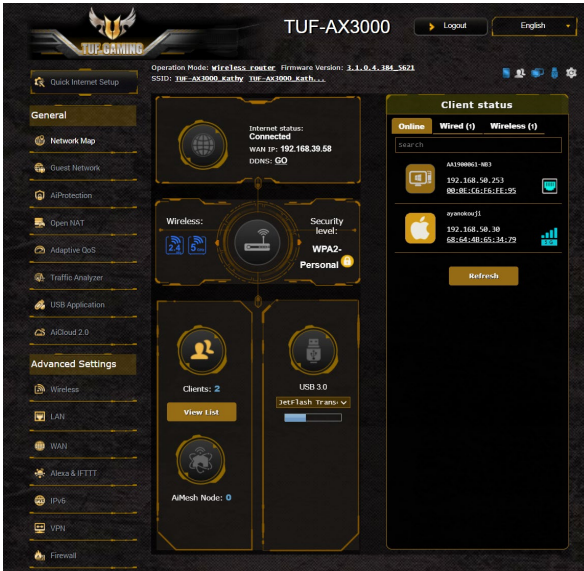 TUF GAMING
TUF-AX3000
Logout
English
Operation Mode: Wireless router Firmware Version: 3.1.0.4.384_5621
SSID: TUF-AX3000_Kathy TUF-AX3000_Kath...
Quick Internet Setup
General
Network Map
Guest Network
AiProtection
Open NAT
Adaptive QoS
Traffic Analyzer
USB Application
AiCloud 2.0
Advanced Settings
Wireless
LAN
WAN
Alexa & IFTTT
IPv6
VPN
Firewall
Internet status:
Connected
WAN IP: 192.168.39.58
DDNS: GO
Wireless:
2.4
5
Security
level:
WPA2-
Personal
Clients: 2
View List
AiMesh Node: 0
USB 3.0
JetFlash Trans
Client status
Online Wired (1) Wireless (1)
search
AA1900061-NB3
192.168.50.253
00:0E:C6:F6:FE:95
ayanokouji
192.168.50.30
68:64:4B:65:34:79
5G
Refresh